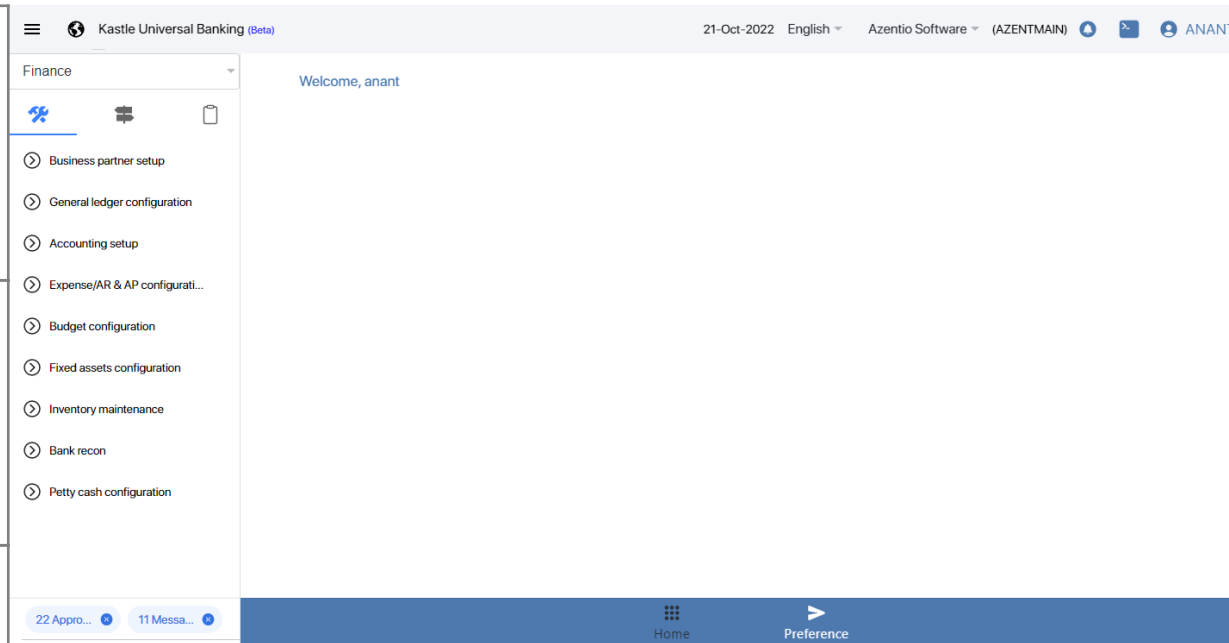 Kastle Universal Banking (Beta) 21-Oct-2022 English Azentio Software (AZENTMAIN) ANANT
Finance
Welcome, anant
Business partner setup
General ledger configuration
Accounting setup
Expense/AR & AP configurati...
Budget configuration
Fixed assets configuration
Inventory maintenance
Bank recon
Petty cash configuration
22 Appro... 11 Messa...
Home Preference